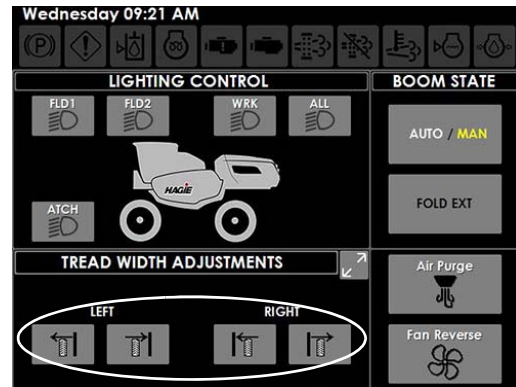 Wednesday 09:21 AM
LIGHTING CONTROL
BOOM STATE
FLD1
FLD2
WRK
ALL
AUTO / MAN
HAGIE
ATCH
FOLD EXT
TREAD WIDTH ADJUSTMENTS
Air Purge
LEFT
RIGHT
Fan Reverse